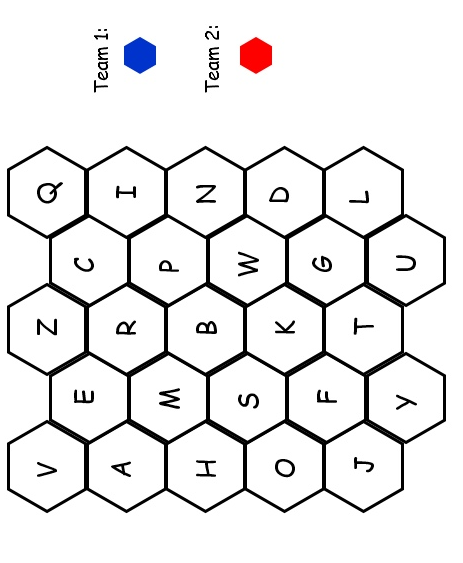 V Z Q
E C
Team 1:
A R I
M P
H B N
Team 2:
S W
O K D
F G
J T L
Y U